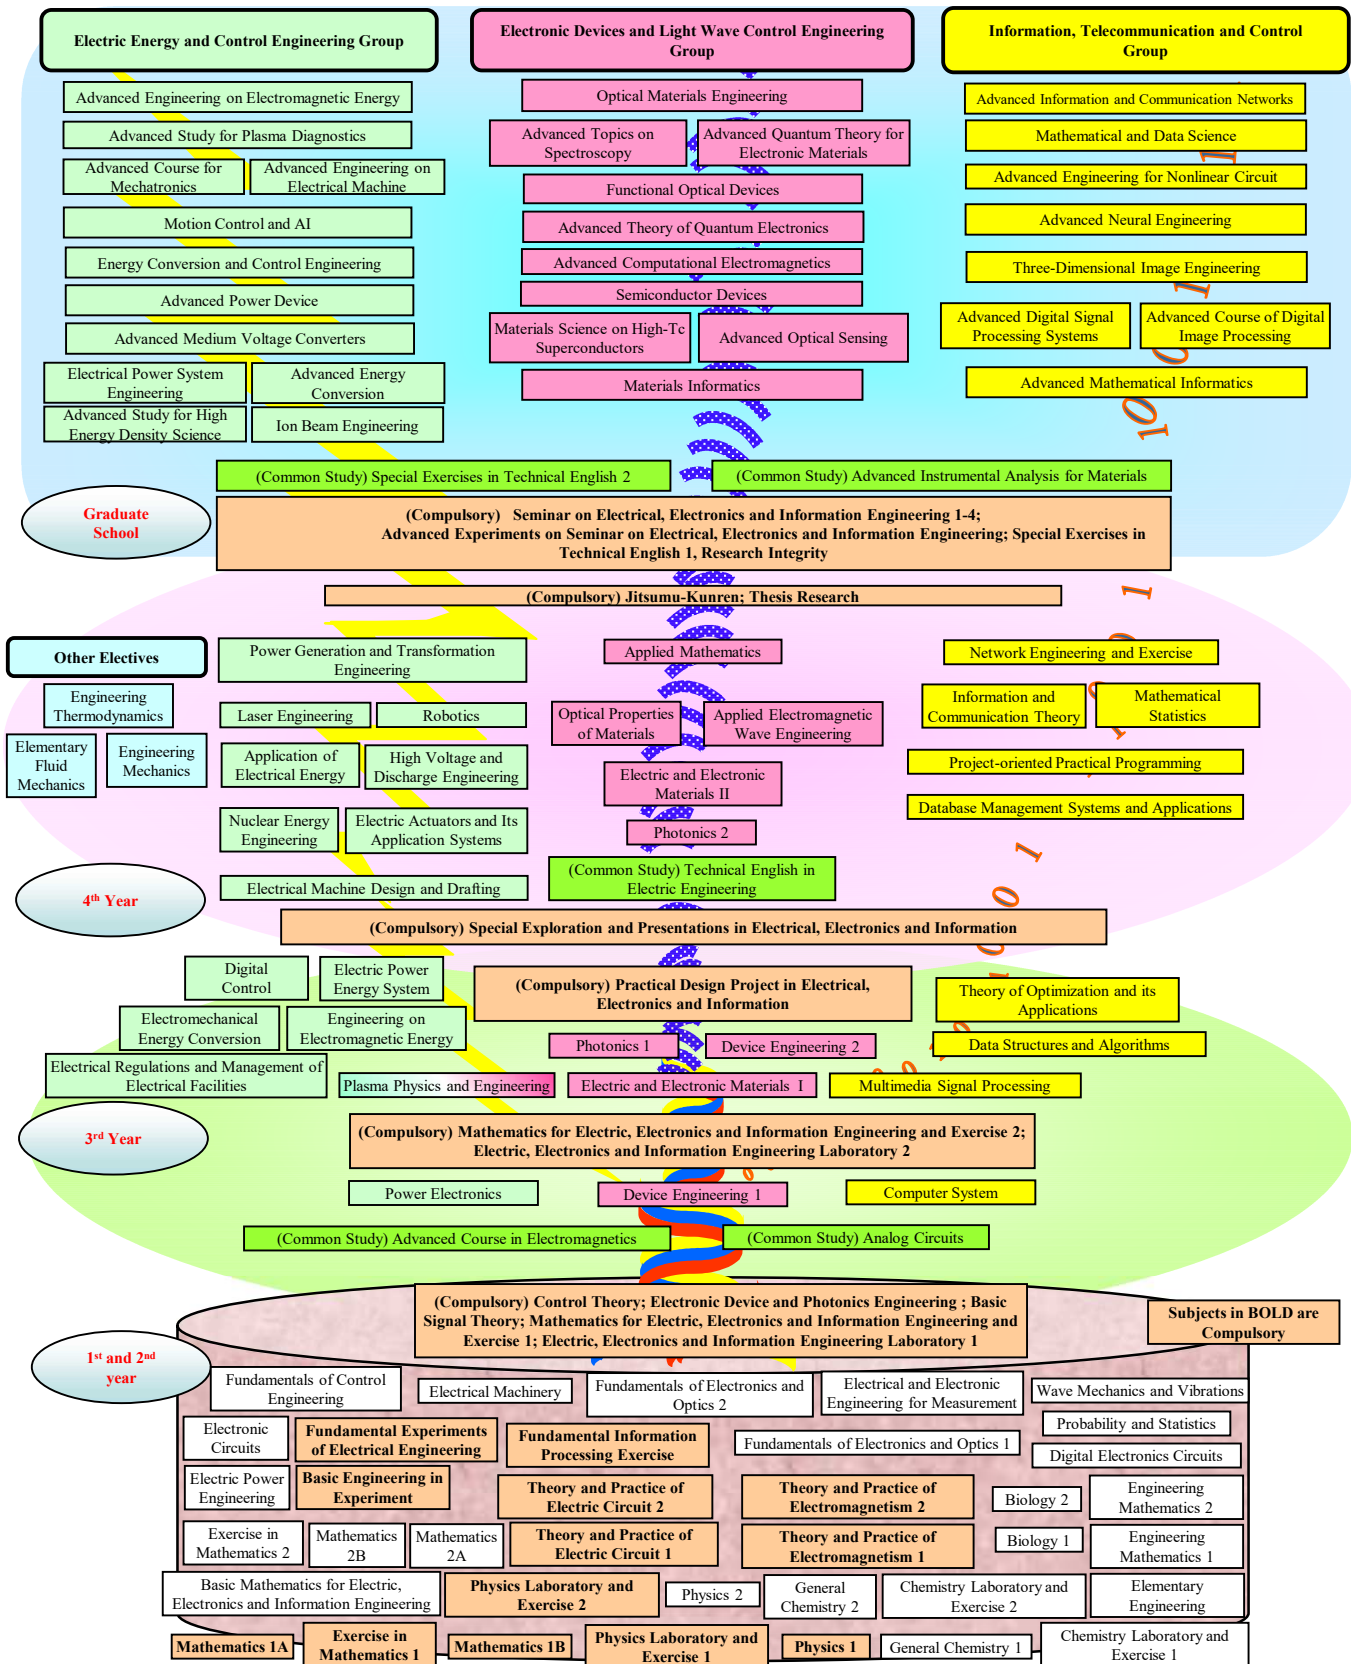 Electric Energy and Control Engineering Group
Electronic Devices and Light Wave Control Engineering
Group
Information, Telecommunication and Control
Group
Advanced Engineering on Electromagnetic Energy
Advanced Study for Plasma Diagnostics
Advanced Course for
Mechatronics
Advanced Engineering on
Electrical Machine
Motion Control and AI
Energy Conversion and Control Engineering
Advanced Power Device
Advanced Medium Voltage Converters
Electrical Power System
Engineering
Advanced Energy
Conversion
Advanced Study for High
Energy Density Science
Ion Beam Engineering
Optical Materials Engineering
Advanced Topics on
Spectroscopy
Advanced Quantum Theory for
Electronic Materials
Functional Optical Devices
Advanced Theory of Quantum Electronics
Advanced Computational Electromagnetics
Semiconductor Devices
Materials Science on High-Tc
Superconductors
Advanced Optical Sensing
Materials Informatics
Advanced Information and Communication Networks
Mathematical and Data Science
Advanced Engineering for Nonlinear Circuit
Advanced Neural Engineering
Three-Dimensional Image Engineering
Advanced Digital Signal
Processing Systems
Advanced Course of Digital
Image Processing
Advanced Mathematical Informatics
(Common Study) Special Exercises in Technical English 2
(Common Study) Advanced Instrumental Analysis for Materials
Graduate
School
(Compulsory) Seminar on Electrical, Electronics and Information Engineering 1-4;
Advanced Experiments on Seminar on Electrical, Electronics and Information Engineering; Special Exercises in
Technical English 1, Research Integrity
(Compulsory) Jitsumu-Kunren; Thesis Research
Other Electives
Engineering
Thermodynamics
Elementary
Fluid
Mechanics
Engineering
Mechanics
Power Generation and Transformation
Engineering
Laser Engineering
Robotics
Application of
Electrical Energy
High Voltage and
Discharge Engineering
Nuclear Energy
Engineering
Electric Actuators and Its
Application Systems
Electrical Machine Design and Drafting
Applied Mathematics
Optical Properties
of Materials
Applied Electromagnetic
Wave Engineering
Electric and Electronic
Materials II
Photonics 2
(Common Study) Technical English in
Electric Engineering
Network Engineering and Exercise
Information and
Communication Theory
Mathematical
Statistics
Project-oriented Practical Programming
Database Management Systems and Applications
4th Year
(Compulsory) Special Exploration and Presentations in Electrical, Electronics and Information
Digital
Control
Electric Power
Energy System
(Compulsory) Practical Design Project in Electrical,
Electronics and Information
Theory of Optimization and its
Applications
Electromechanical
Energy Conversion
Engineering on
Electromagnetic Energy
Photonics 1
Device Engineering 2
Data Structures and Algorithms
Electrical Regulations and Management of
Electrical Facilities
Plasma Physics and Engineering
Electric and Electronic Materials I
Multimedia Signal Processing
3rd Year
(Compulsory) Mathematics for Electric, Electronics and Information Engineering and Exercise 2;
Electric, Electronics and Information Engineering Laboratory 2
Power Electronics
Device Engineering 1
Computer System
(Common Study) Advanced Course in Electromagnetics
(Common Study) Analog Circuits
(Compulsory) Control Theory; Electronic Device and Photonics Engineering ; Basic
Signal Theory; Mathematics for Electric, Electronics and Information Engineering and
Exercise 1; Electric, Electronics and Information Engineering Laboratory 1
Subjects in BOLD are
Compulsory
1st and 2nd
year
Fundamentals of Control
Engineering
Electrical Machinery
Fundamentals of Electronics and
Optics 2
Electrical and Electronic
Engineering for Measurement
Wave Mechanics and Vibrations
Electronic
Circuits
Fundamental Experiments
of Electrical Engineering
Fundamental Information
Processing Exercise
Fundamentals of Electronics and Optics 1
Probability and Statistics
Digital Electronics Circuits
Electric Power
Engineering
Basic Engineering in
Experiment
Theory and Practice of
Electric Circuit 2
Theory and Practice of
Electromagnetism 2
Biology 2
Engineering
Mathematics 2
Exercise in
Mathematics 2
Mathematics
2B
Mathematics
2A
Theory and Practice of
Electric Circuit 1
Theory and Practice of
Electromagnetism 1
Biology 1
Engineering
Mathematics 1
Basic Mathematics for Electric,
Electronics and Information Engineering
Physics Laboratory and
Exercise 2
Physics 2
General
Chemistry 2
Chemistry Laboratory and
Exercise 2
Elementary
Engineering
Mathematics 1A
Exercise in
Mathematics 1
Mathematics 1B
Physics Laboratory and
Exercise 1
Physics 1
General Chemistry 1
Chemistry Laboratory and
Exercise 1